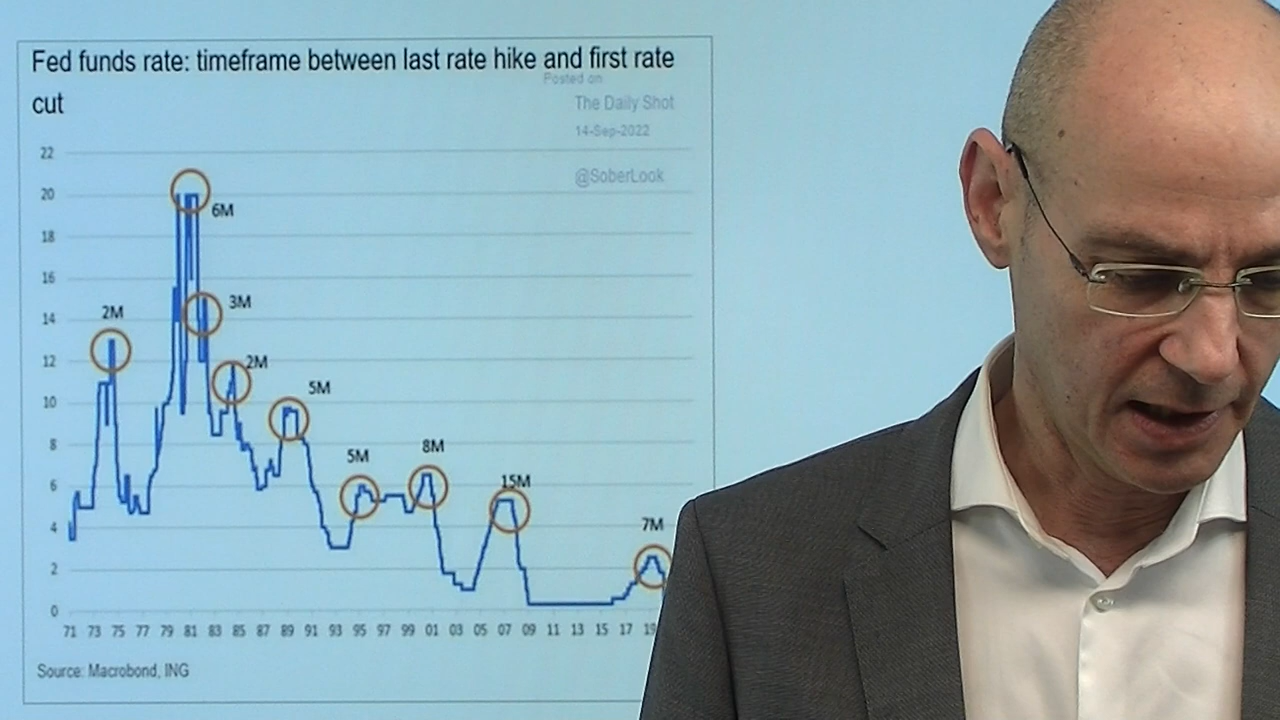 Fed funds rate: timeframe between last rate hike and first rate
cut
Posted on
The Daily Shot
14-Sep-2022
@SoberLook
22
20
18
16
14
12
10
8
6
4
2
0
2M
6M
3M
2M
5M
5M
8M
15M
7M
71 73 75 77 79 81 83 85 87 89 91 93 95 97 99 01 03 05 07 09 11 13 15 17 19
Source: Macrobond, ING